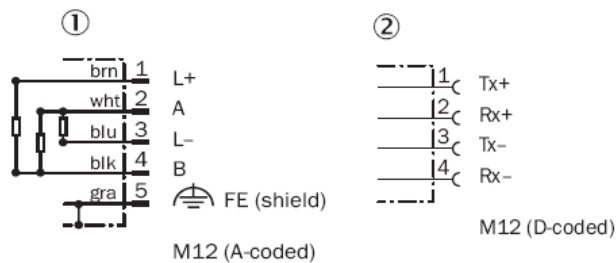 ① ②
brn 1 L+
wht 2 A
blu 3 L–
blk 4 B
gra 5 FE (shield)
M12 (A-coded)
1 Tx+
2 Rx+
3 Tx–
4 Rx–
M12 (D-coded)